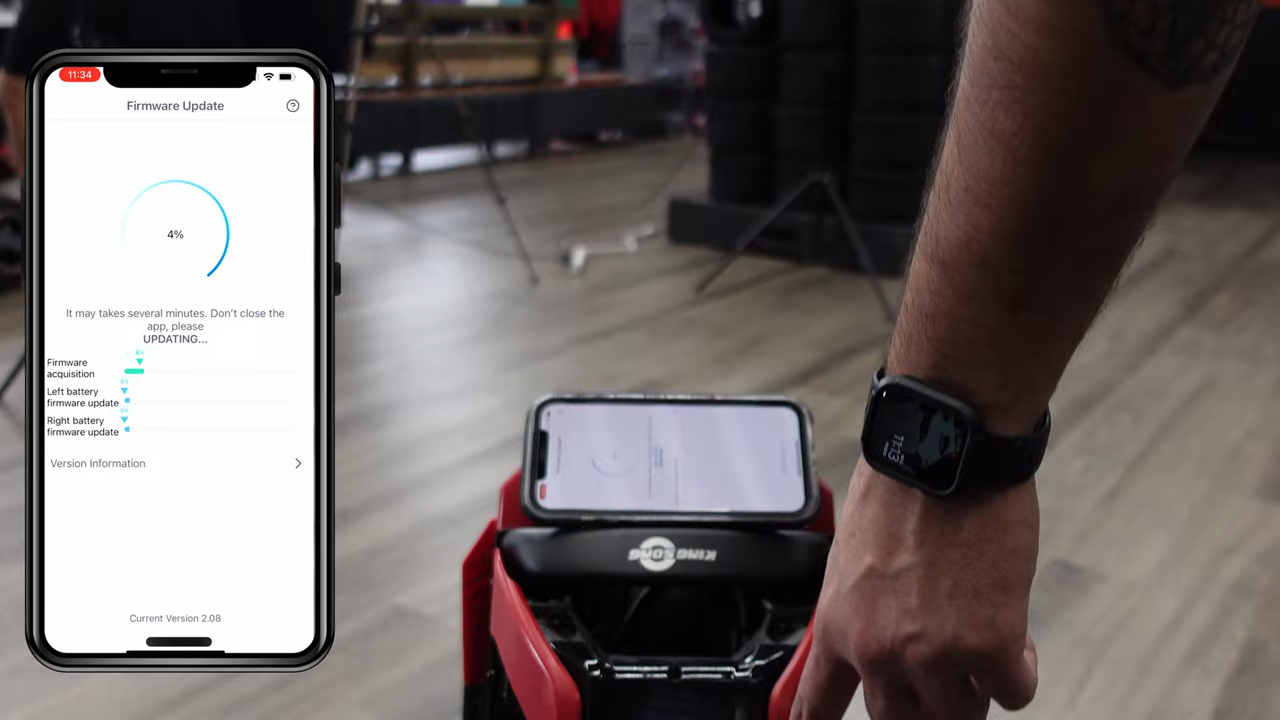 11:34
Firmware Update
4%
It may takes several minutes. Don't close the
app, please
UPDATING...
Firmware
acquisition
Left battery
firmware update
Right battery
firmware update
Version Information
Current Version 2.08
KINGSONG